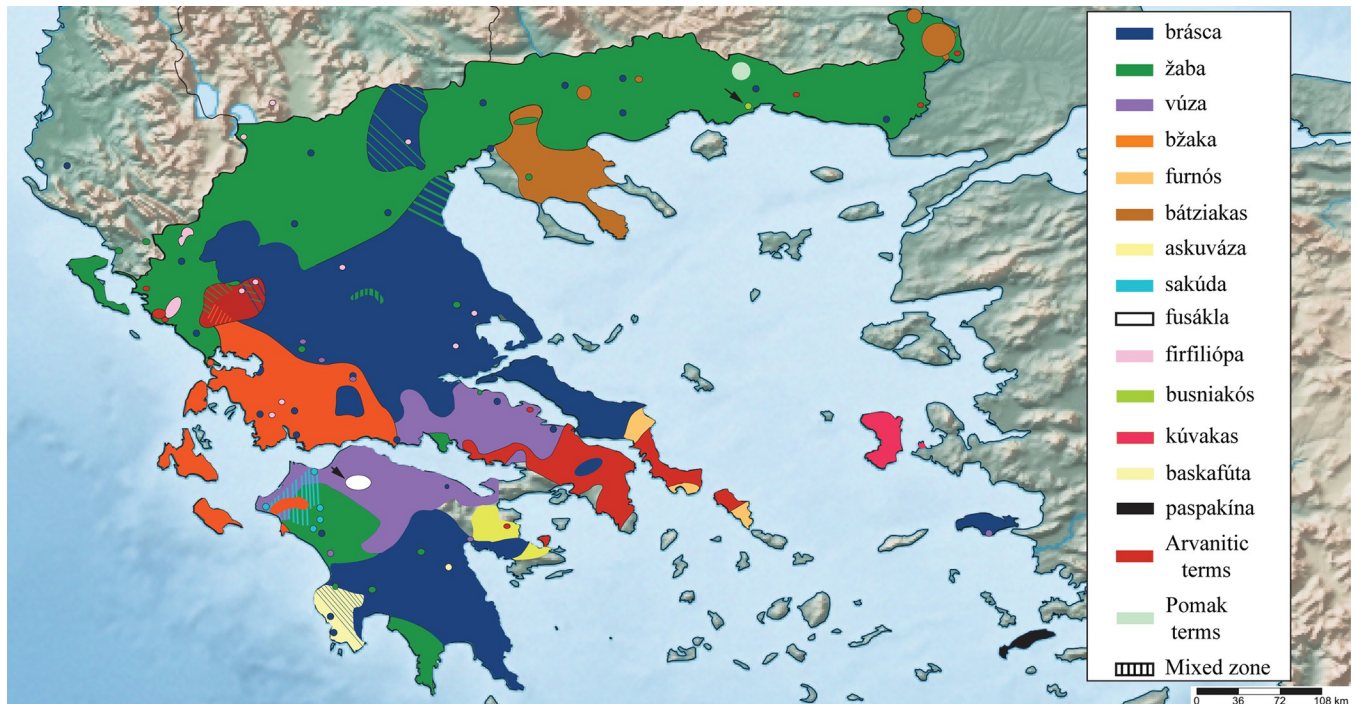 brásca
žaba
vúza
bžaka
furnós
bátziakas
askuváza
sakúda
fusákla
firfiliópa
busniakós
kúvakas
baskafúta
paspakína
Arvanitic
terms
Pomak
terms
Mixed zone
0 36 72 108 km